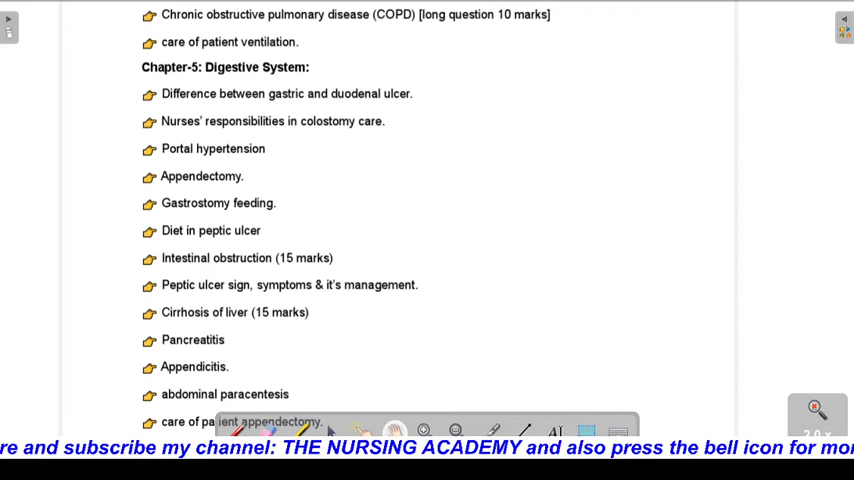 Chronic obstructive pulmonary disease (COPD) [long question 10 marks]
care of patient ventilation.
Chapter-5: Digestive System:
Difference between gastric and duodenal ulcer.
Nurses' responsibilities in colostomy care.
Portal hypertension
Appendectomy.
Gastrostomy feeding.
Diet in peptic ulcer
Intestinal obstruction (15 marks)
Peptic ulcer sign, symptoms & it's management.
Cirrhosis of liver (15 marks)
Pancreatitis
Appendicitis.
abdominal paracentesis
care of patient appendectomy.
re and subscribe my channel: THE NURSING ACADEMY and also press the bell icon for mor